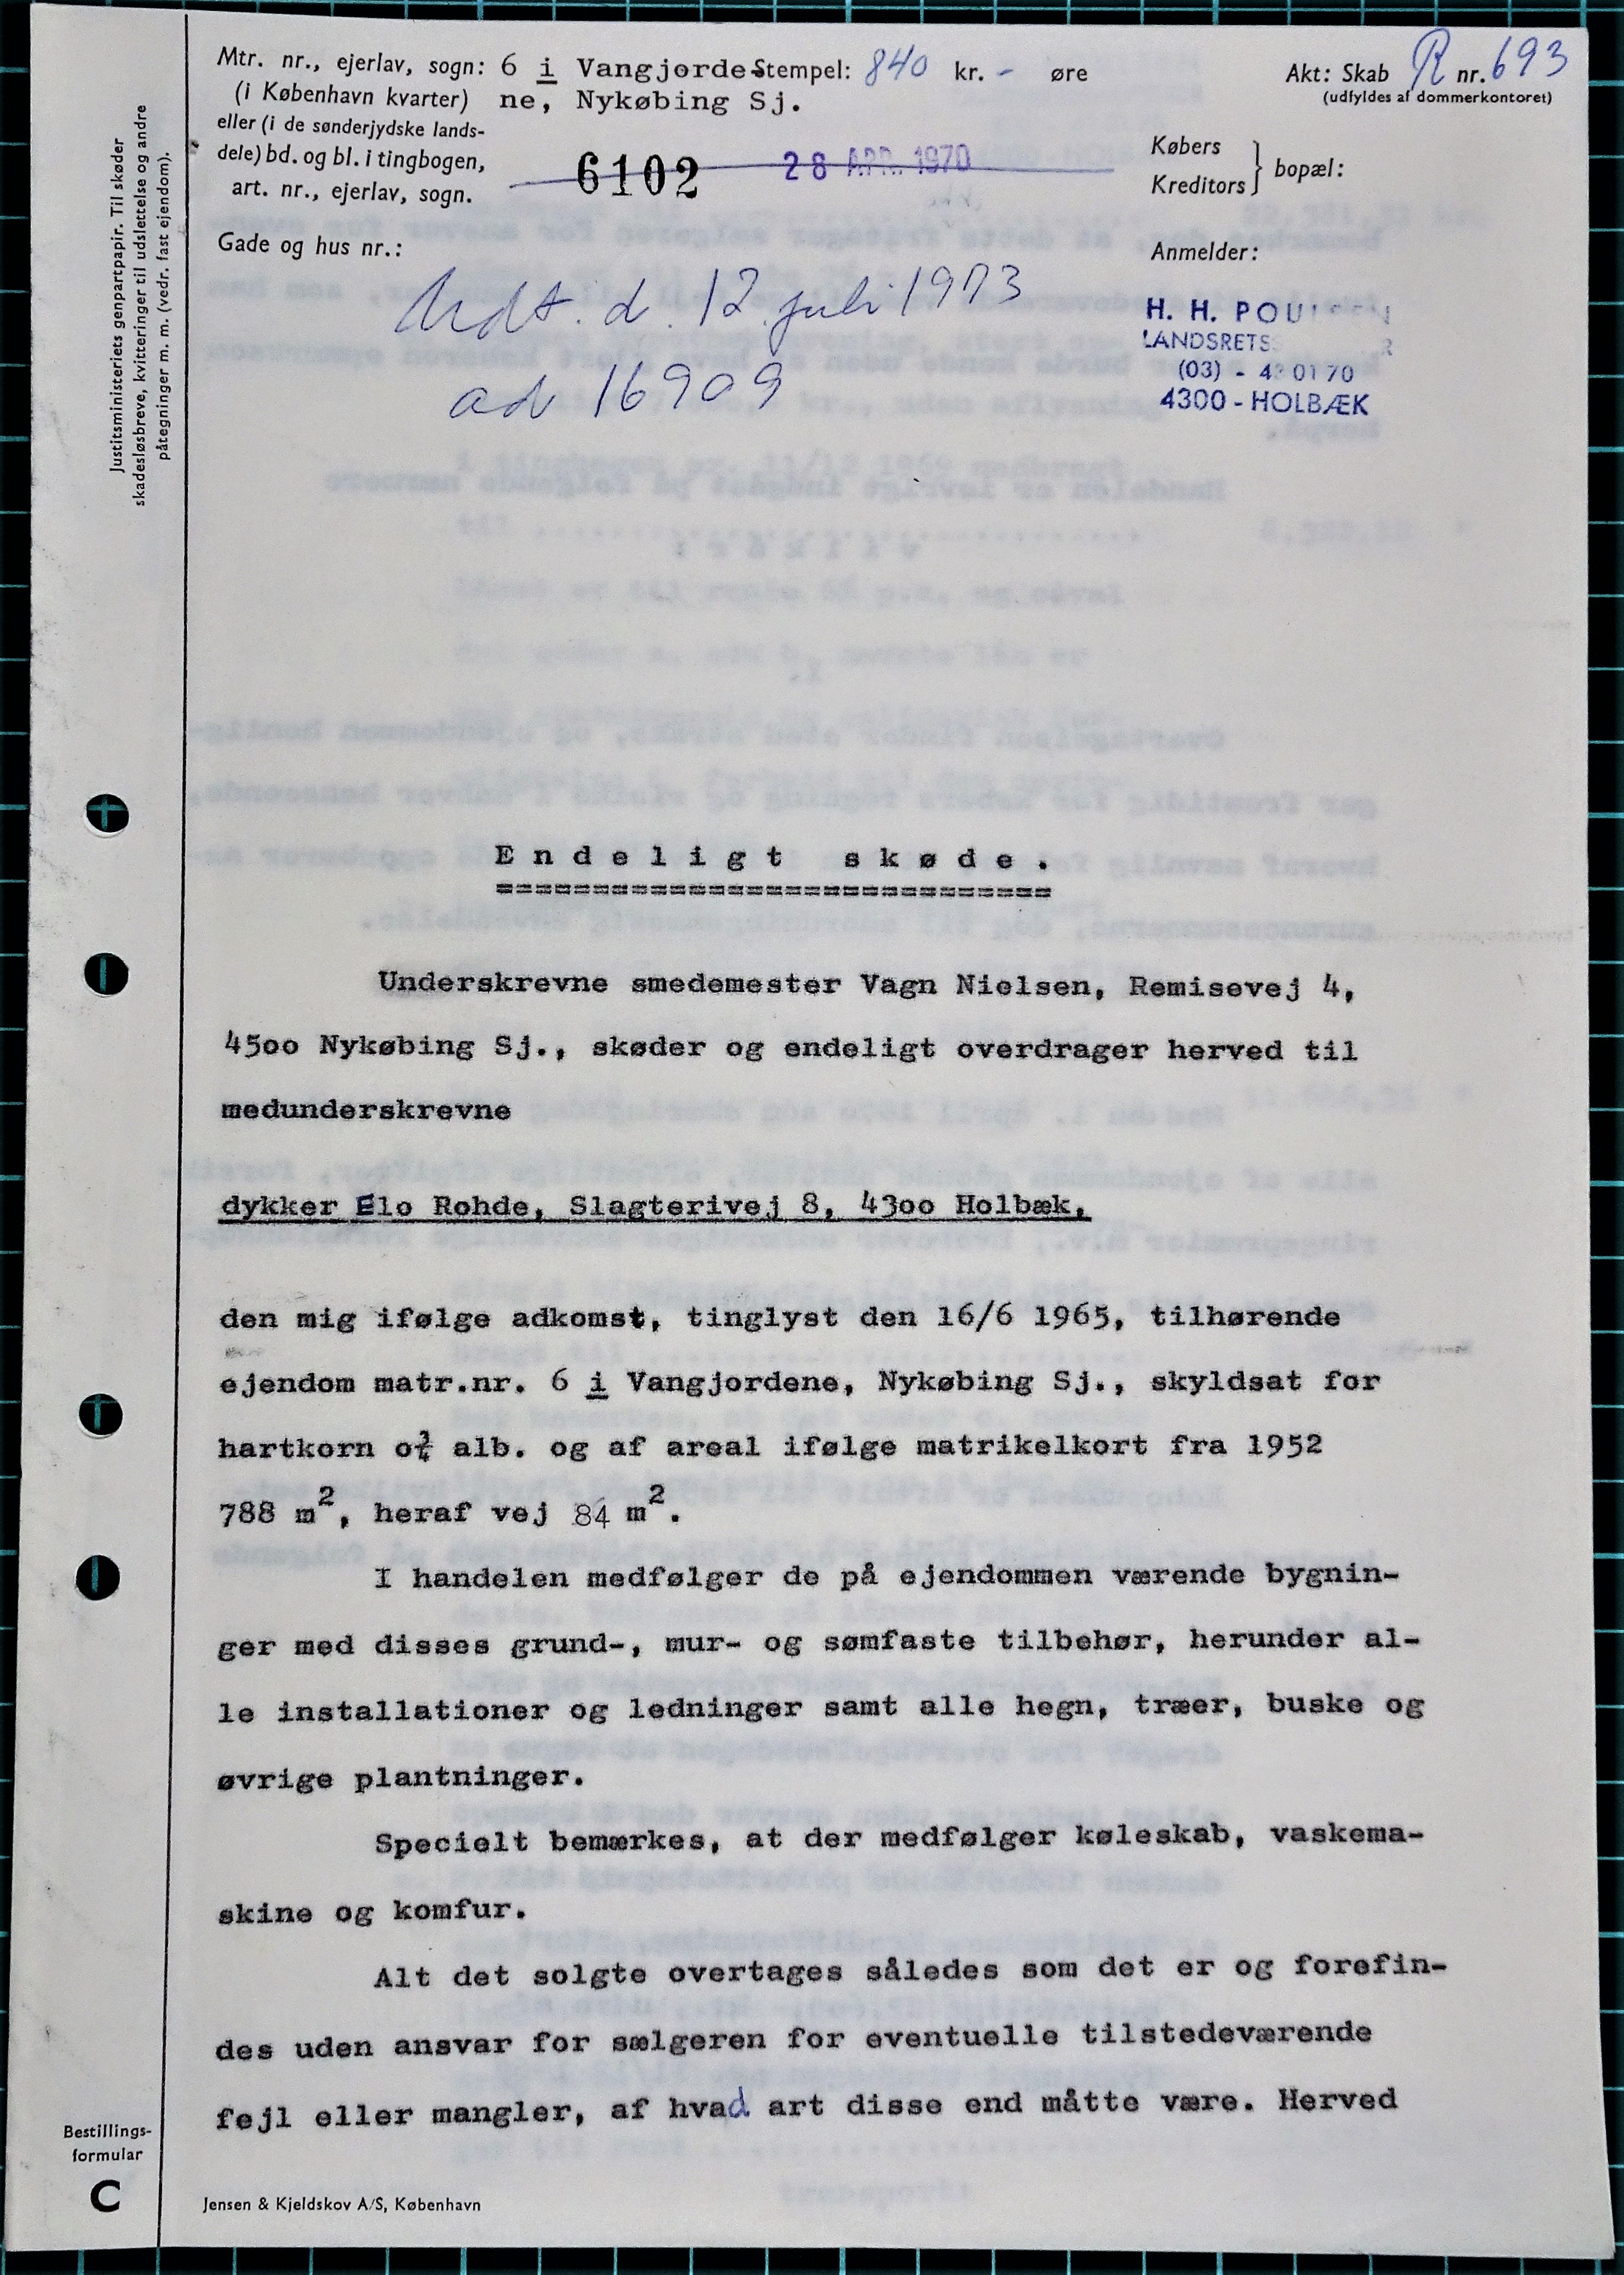 Mtr. nr., ejerlav, sogn: 6 i Vangjorde- Stempel: 840 kr. - øre
Akt: Skab R nr. 693
(i København kvarter) ne, Nykøbing Sj.
(udfyldes af dommerkontoret)
eller (i de sønderjydske lands-
dele) bd. og bl. i tingbogen,
art. nr., ejerlav, sogn.
6102 28 APR. 1970
Købers
Kreditors } bopæl:
Gade og hus nr.:
Anmelder:
Udt. d. 12 juli 1973
ad 16909
H. H. POUL
LANDSRETS
(03) - 43 01 70
4300 - HOLBÆK
Justitsministeriets genpartpapir. Til skøder
skadesløsbreve, kvitteringer til udslettelse og andre
påtegninger m. m. (vedr. fast ejendom).
Endeligt skøde.
=============================
Underskrevne smedemester Vagn Nielsen, Remisevej 4,
4500 Nykøbing Sj., skøder og endeligt overdrager herved til
medunderskrevne
dykker Elo Rohde, Slagterivej 8, 4300 Holbæk,
den mig ifølge adkomst, tinglyst den 16/6 1965, tilhørende
ejendom matr.nr. 6 i Vangjordene, Nykøbing Sj., skyldsat for
hartkorn 0¾ alb. og af areal ifølge matrikelkort fra 1952
788 m², heraf vej 84 m².
I handelen medfølger de på ejendommen værende bygnin-
ger med disses grund-, mur- og sømfaste tilbehør, herunder al-
le installationer og ledninger samt alle hegn, træer, buske og
øvrige plantninger.
Specielt bemærkes, at der medfølger køleskab, vaskema-
skine og komfur.
Alt det solgte overtages således som det er og forefin-
des uden ansvar for sælgeren for eventuelle tilstedeværende
fejl eller mangler, af hvad art disse end måtte være. Herved
Bestillings-
formular
C
Jensen & Kjeldskov A/S, København